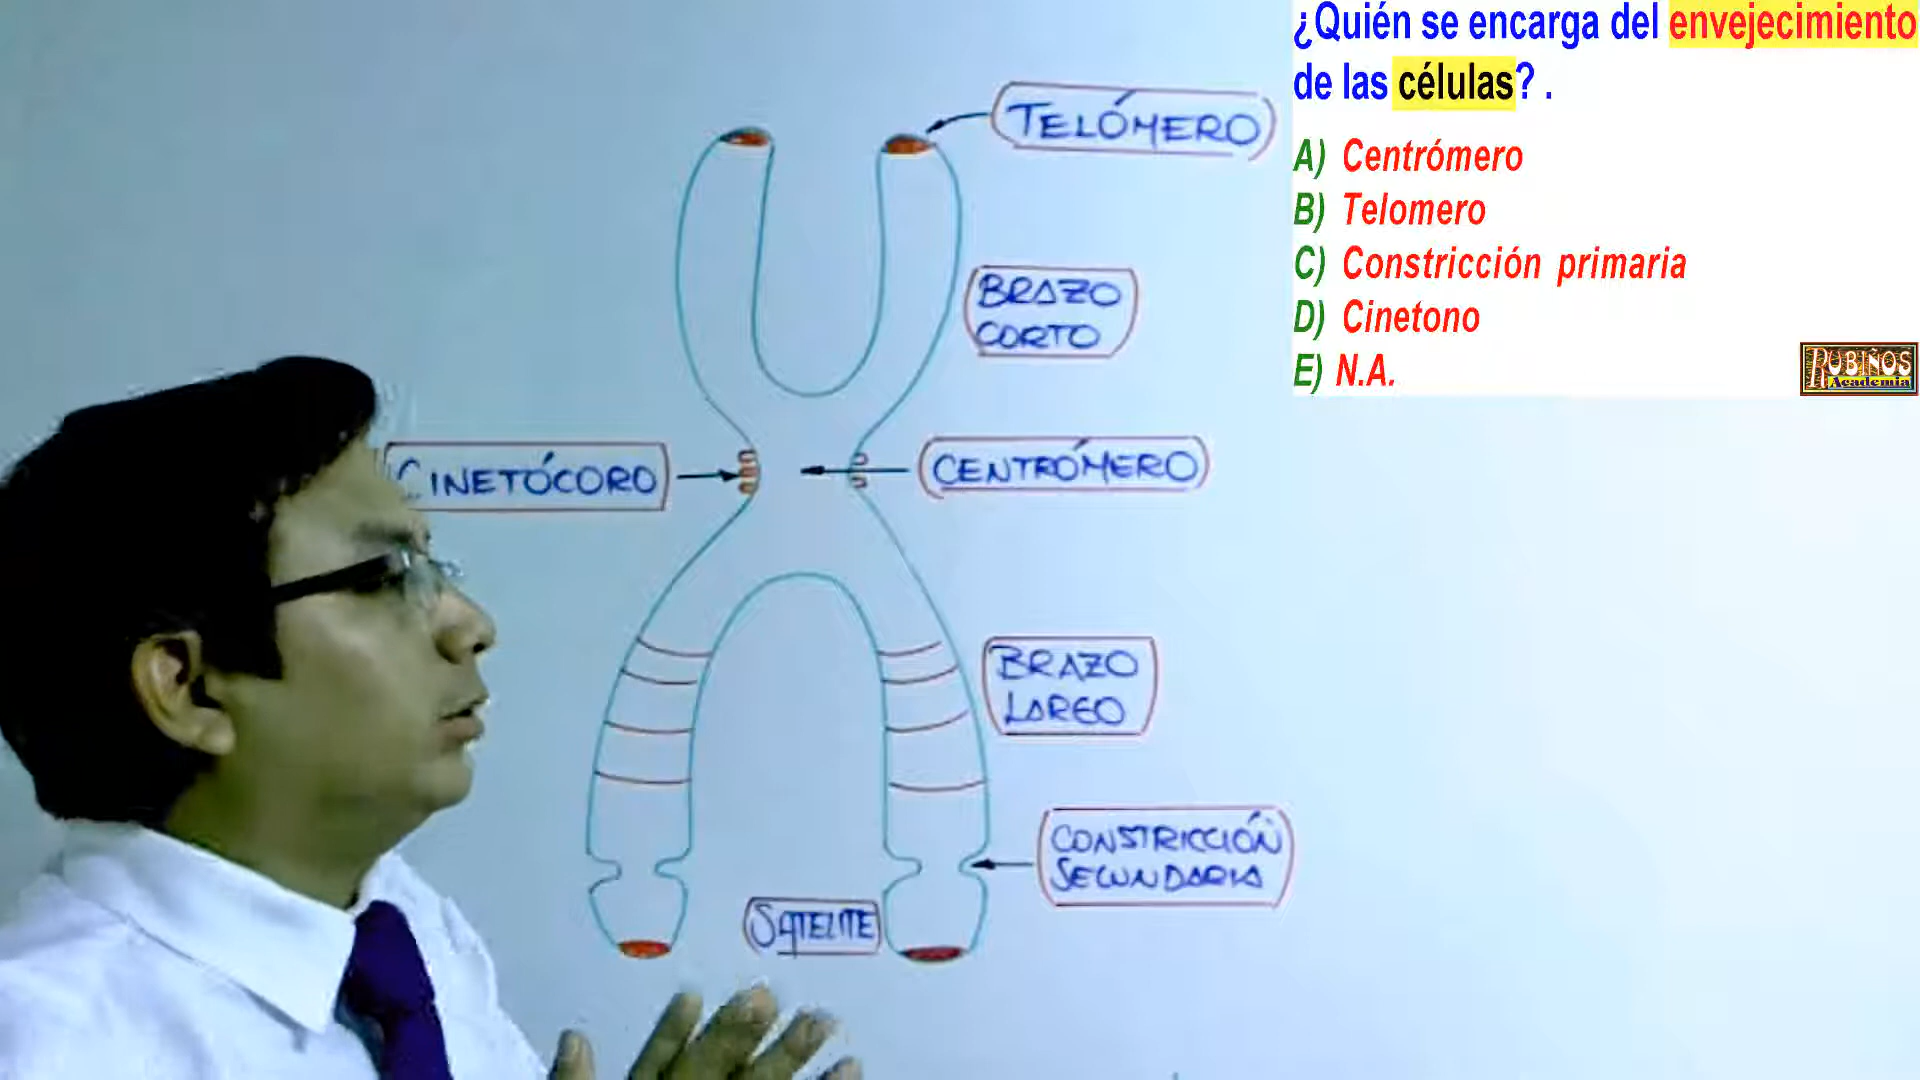 ¿Quién se encarga del envejecimiento
de las células? .
A) Centrómero
B) Telomero
C) Constricción primaria
D) Cinetono
E) N.A.
RUBIÑOS
Academia
TELÓMERO
BRAZO
CORTO
CINETÓCORO
CENTRÓMERO
BRAZO
LARGO
CONSTRICCIÓN
SECUNDARIA
SATELITE